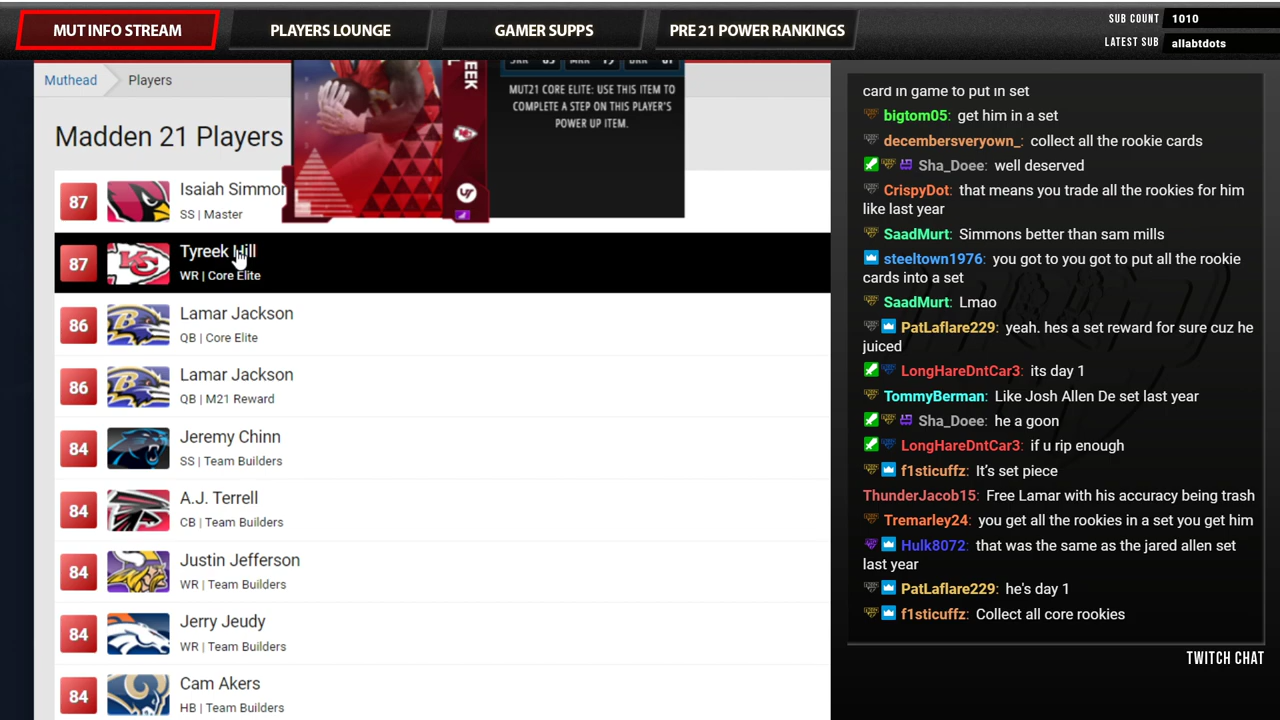 MUT INFO STREAM
PLAYERS LOUNGE
GAMER SUPPS
PRE 21 POWER RANKINGS
SUB COUNT 1010
LATEST SUB allabtdots
Muthead Players
Madden 21 Players
MUT21 CORE ELITE: USE THIS ITEM TO
COMPLETE A STEP ON THIS PLAYER'S
POWER UP ITEM.
87 Isaiah Simmon
SS | Master
87 Tyreek Hill
WR | Core Elite
86 Lamar Jackson
QB | Core Elite
86 Lamar Jackson
QB | M21 Reward
84 Jeremy Chinn
SS | Team Builders
84 A.J. Terrell
CB | Team Builders
84 Justin Jefferson
WR | Team Builders
84 Jerry Jeudy
WR | Team Builders
84 Cam Akers
HB | Team Builders
card in game to put in set
bigtom05: get him in a set
decembersveryown_: collect all the rookie cards
Sha_Doee: well deserved
CrispyDot: that means you trade all the rookies for him
like last year
SaadMurt: Simmons better than sam mills
steeltown1976: you got to you got to put all the rookie
cards into a set
SaadMurt: Lmao
PatLaflare229: yeah. hes a set reward for sure cuz he
juiced
LongHareDntCar3: its day 1
TommyBerman: Like Josh Allen De set last year
Sha_Doee: he a goon
LongHareDntCar3: if u rip enough
f1sticuffz: It's set piece
ThunderJacob15: Free Lamar with his accuracy being trash
Tremarley24: you get all the rookies in a set you get him
Hulk8072: that was the same as the jared allen set
last year
PatLaflare229: he's day 1
f1sticuffz: Collect all core rookies
TWITCH CHAT